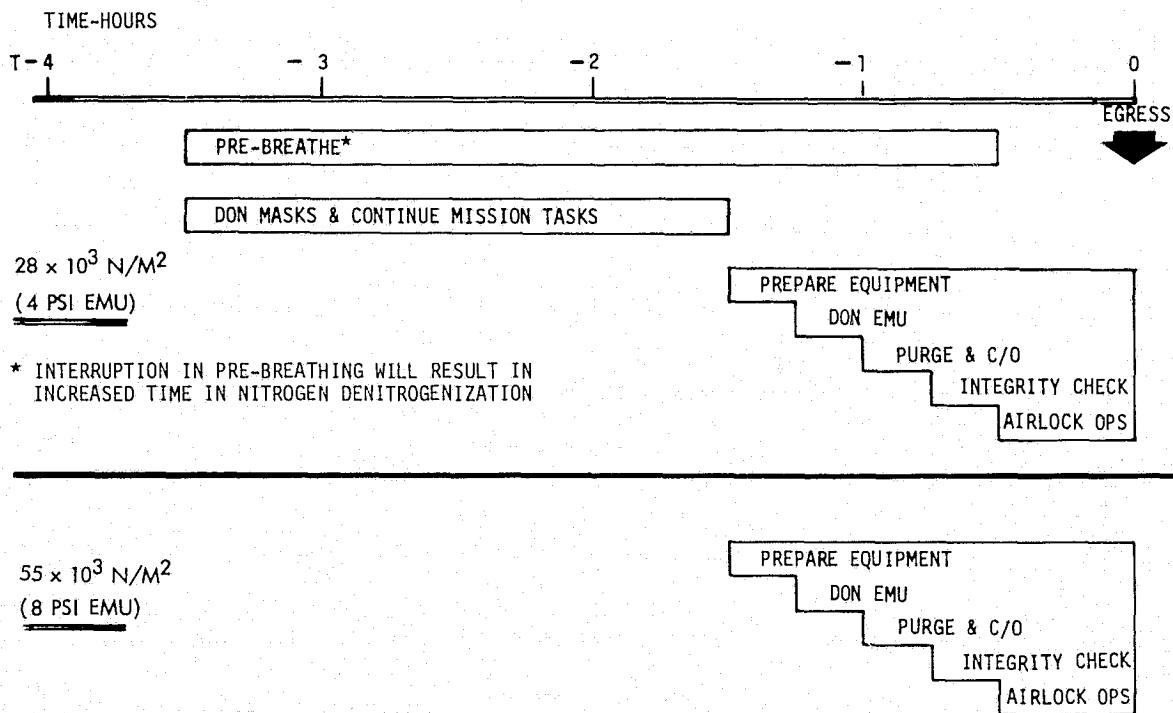 TIME-HOURS
T-4 -3 -2 -1 0
EGRESS
PRE-BREATHE*
DON MASKS & CONTINUE MISSION TASKS
28 × 10³ N/M²
(4 PSI EMU)
PREPARE EQUIPMENT
DON EMU
PURGE & C/O
INTEGRITY CHECK
AIRLOCK OPS
* INTERRUPTION IN PRE-BREATHING WILL RESULT IN
INCREASED TIME IN NITROGEN DENITROGENIZATION
55 × 10³ N/M²
(8 PSI EMU)
PREPARE EQUIPMENT
DON EMU
PURGE & C/O
INTEGRITY CHECK
AIRLOCK OPS